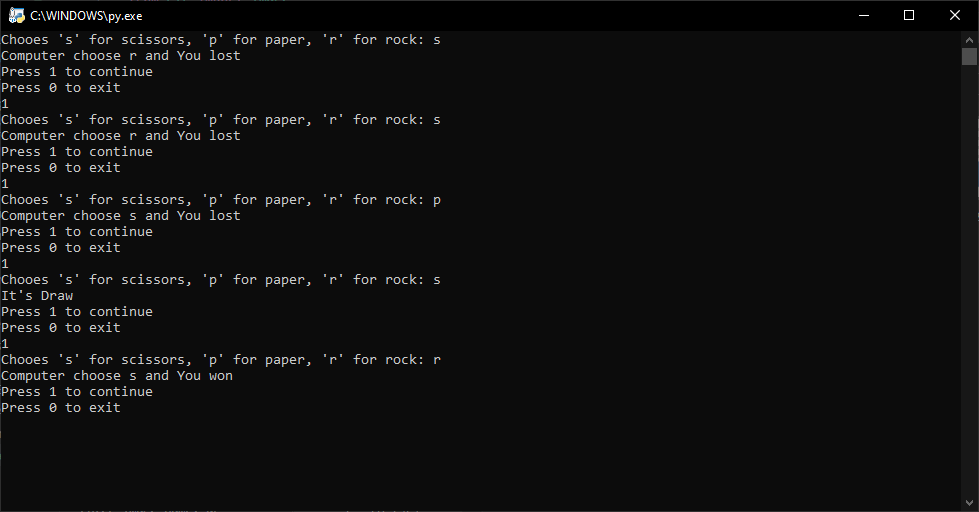 C:\WINDOWS\py.exe
Chooes 's' for scissors, 'p' for paper, 'r' for rock: s
Computer choose r and You lost
Press 1 to continue
Press 0 to exit
1
Chooes 's' for scissors, 'p' for paper, 'r' for rock: s
Computer choose r and You lost
Press 1 to continue
Press 0 to exit
1
Chooes 's' for scissors, 'p' for paper, 'r' for rock: p
Computer choose s and You lost
Press 1 to continue
Press 0 to exit
1
Chooes 's' for scissors, 'p' for paper, 'r' for rock: s
It's Draw
Press 1 to continue
Press 0 to exit
1
Chooes 's' for scissors, 'p' for paper, 'r' for rock: r
Computer choose s and You won
Press 1 to continue
Press 0 to exit